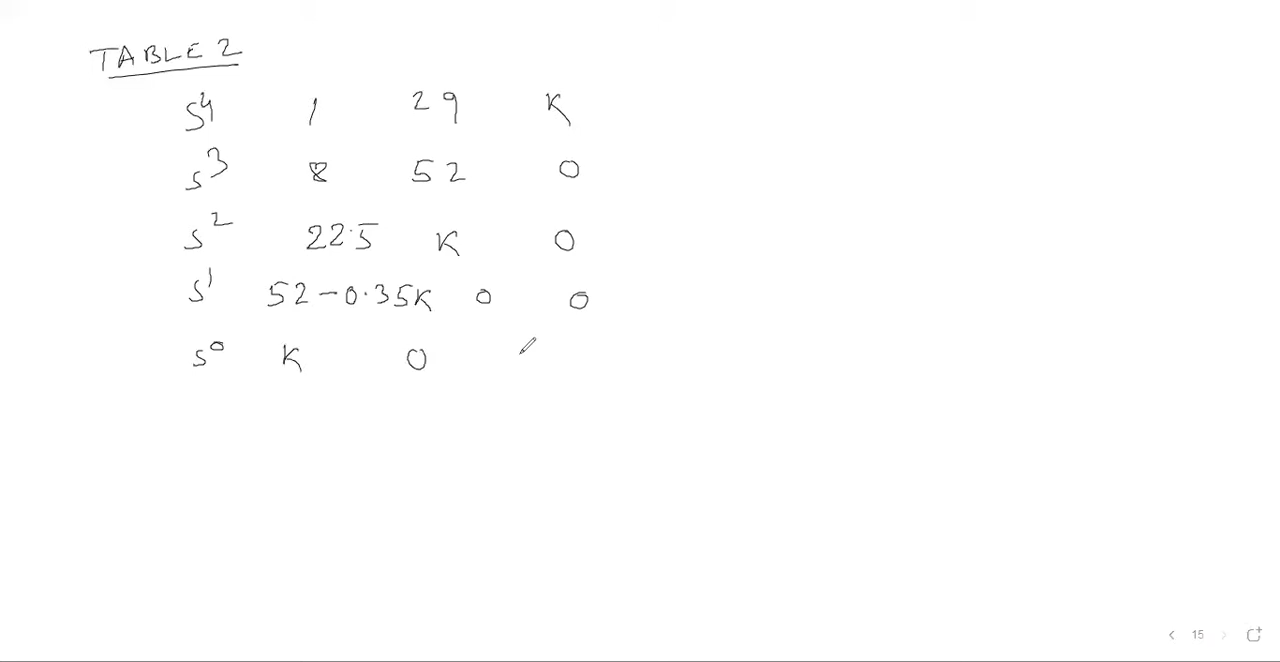 TABLE 2
S⁴ 1 29 K
S³ 8 52 0
S² 22.5 K 0
S¹ 52-0.35K 0 0
S⁰ K 0
< 15 >